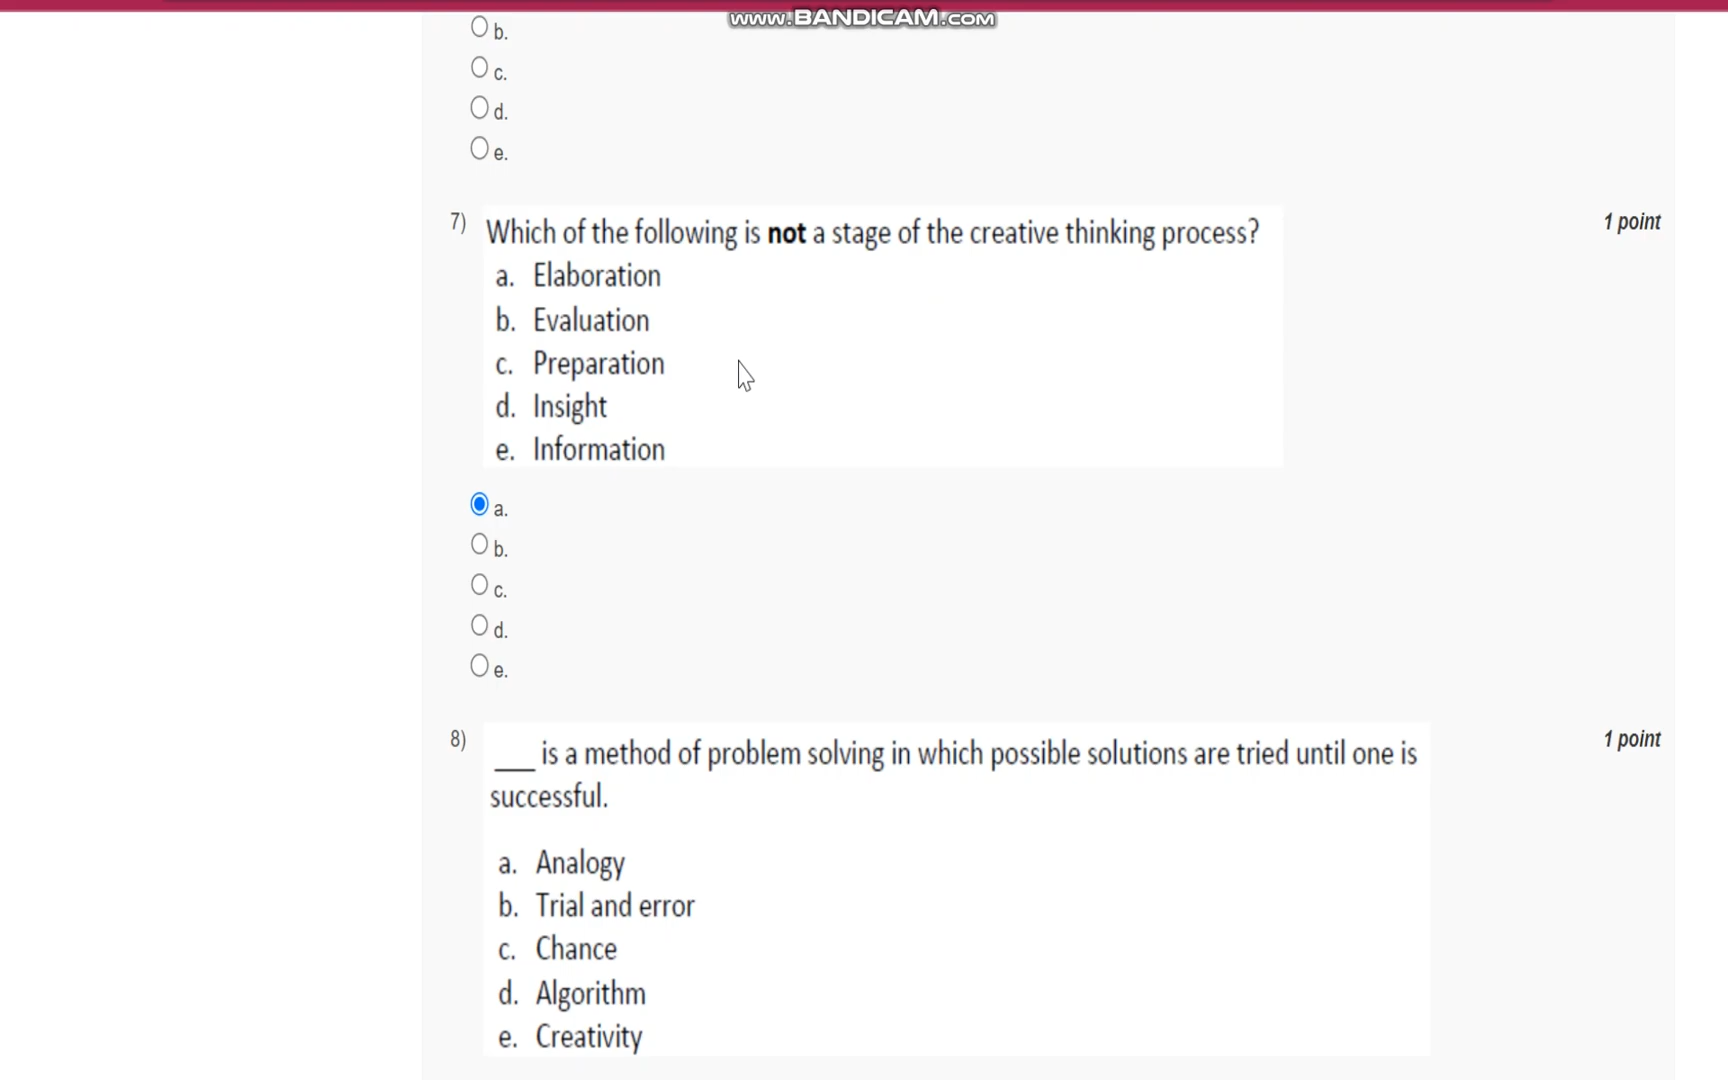 www.BANDICAM.com
b.
c.
d.
e.
7) Which of the following is not a stage of the creative thinking process? 1 point
a. Elaboration
b. Evaluation
c. Preparation
d. Insight
e. Information
a.
b.
c.
d.
e.
8) ___ is a method of problem solving in which possible solutions are tried until one is 1 point
successful.
a. Analogy
b. Trial and error
c. Chance
d. Algorithm
e. Creativity